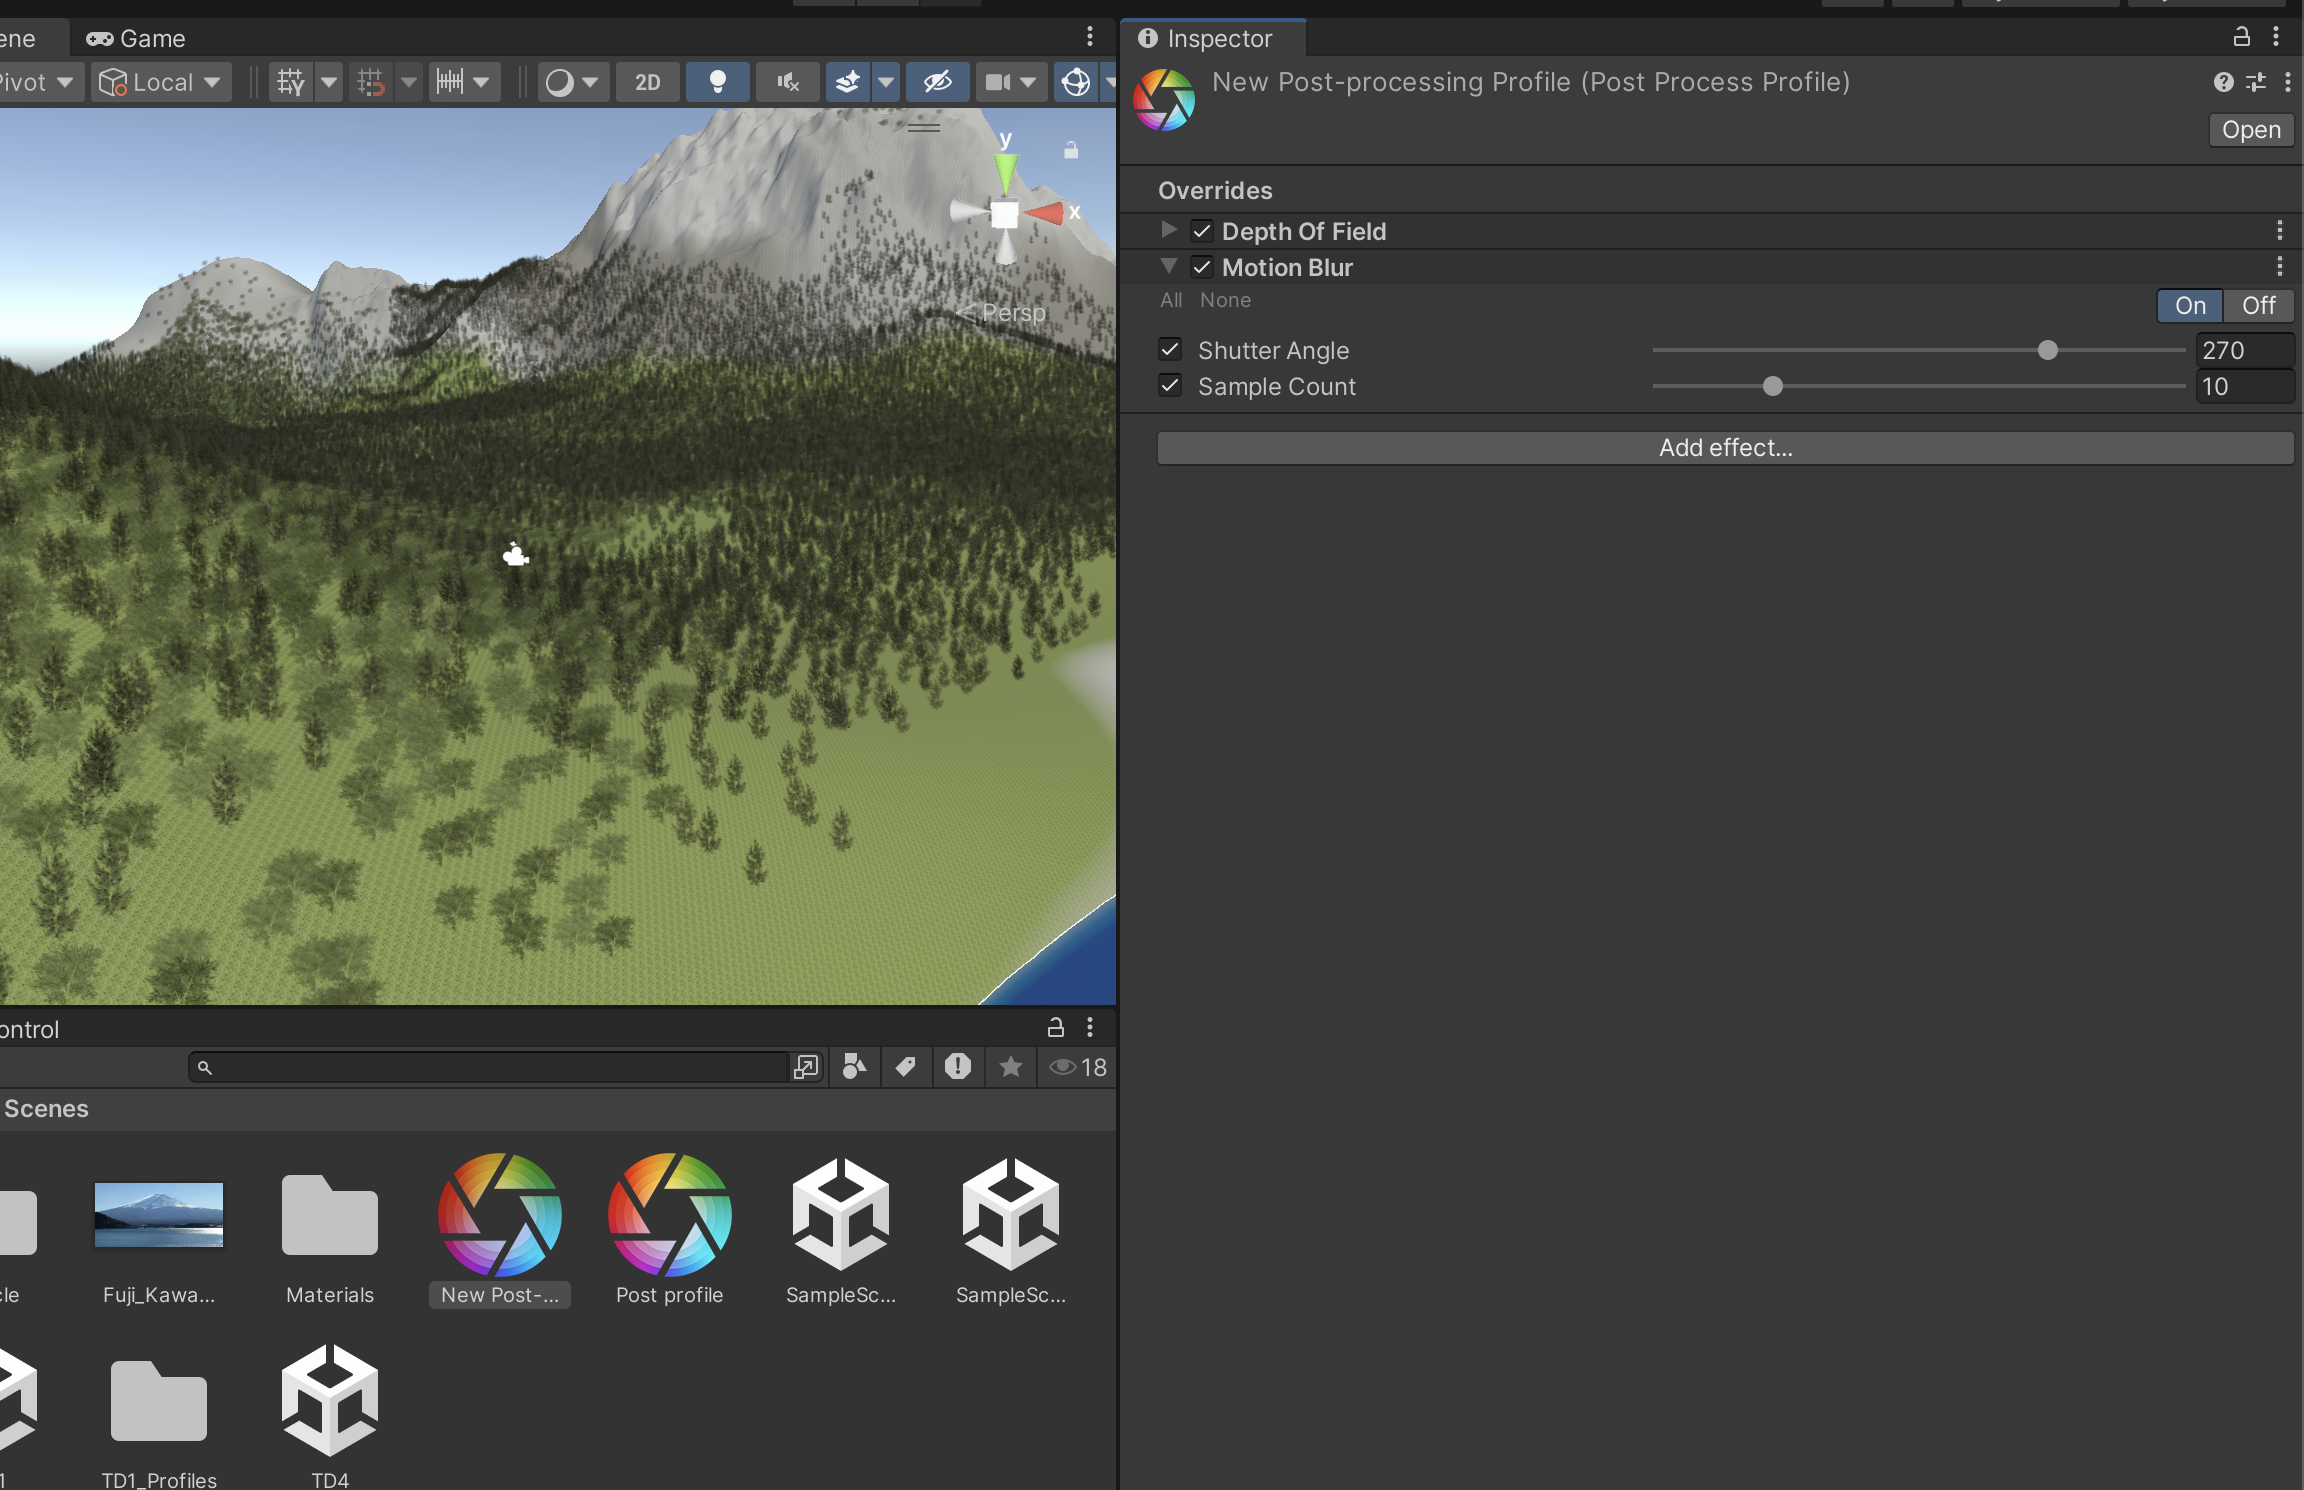 ene
Game
Pivot
Local
2D
y
x
Persp
Inspector
New Post-processing Profile (Post Process Profile)
Open
Overrides
Depth Of Field
Motion Blur
All None
On Off
Shutter Angle
270
Sample Count
10
Add effect...
ontrol
18
Scenes
cle
Fuji_Kawa...
Materials
New Post-...
Post profile
SampleSc...
SampleSc...
1
TD1_Profiles
TD4